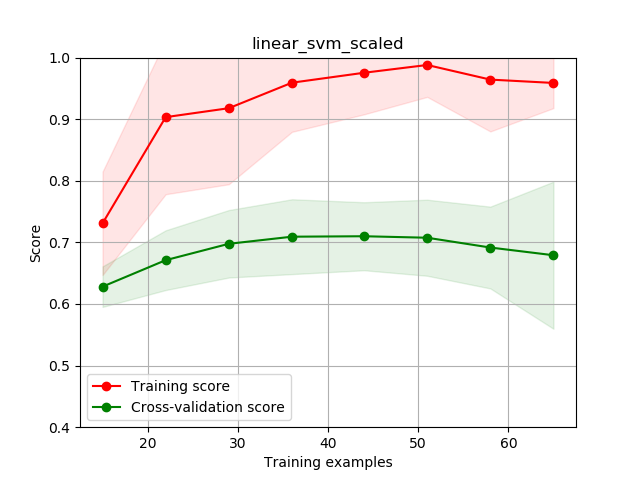 linear_svm_scaled
1.0
0.9
0.8
0.7
0.6
0.5
0.4
Score
Training score
Cross-validation score
20 30 40 50 60
Training examples